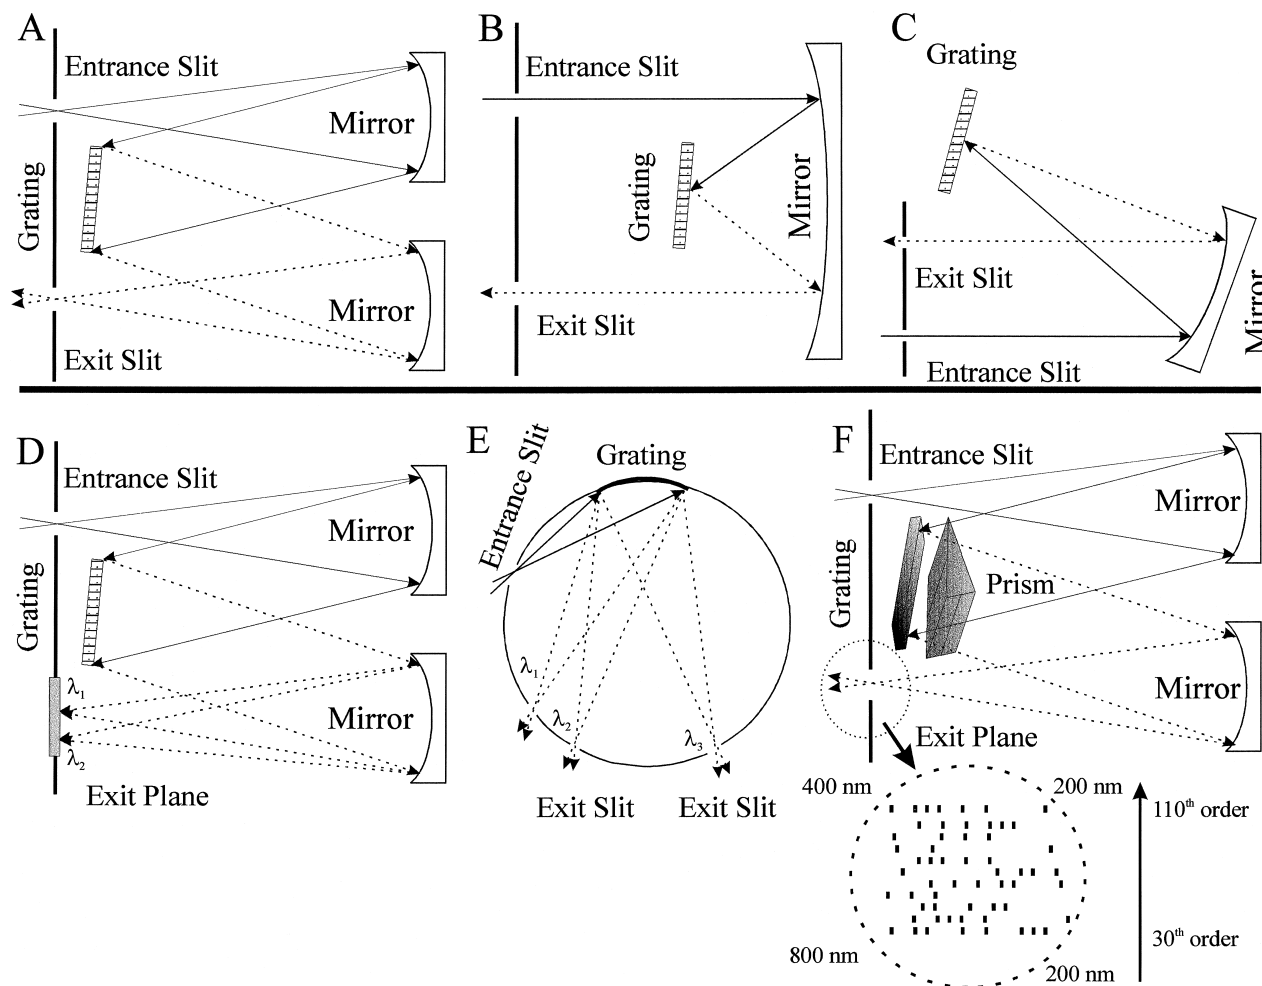 A
Entrance Slit
Mirror
Grating
Mirror
Exit Slit
B
Entrance Slit
Grating
Mirror
Exit Slit
C
Grating
Exit Slit
Mirror
Entrance Slit
D
Entrance Slit
Mirror
Grating
λ1
Mirror
λ2
Exit Plane
E
Entrance Slit
Grating
λ1
λ2
λ3
Exit Slit
Exit Slit
F
Entrance Slit
Mirror
Grating
Prism
Mirror
Exit Plane
400 nm
200 nm
110th order
30th order
800 nm
200 nm